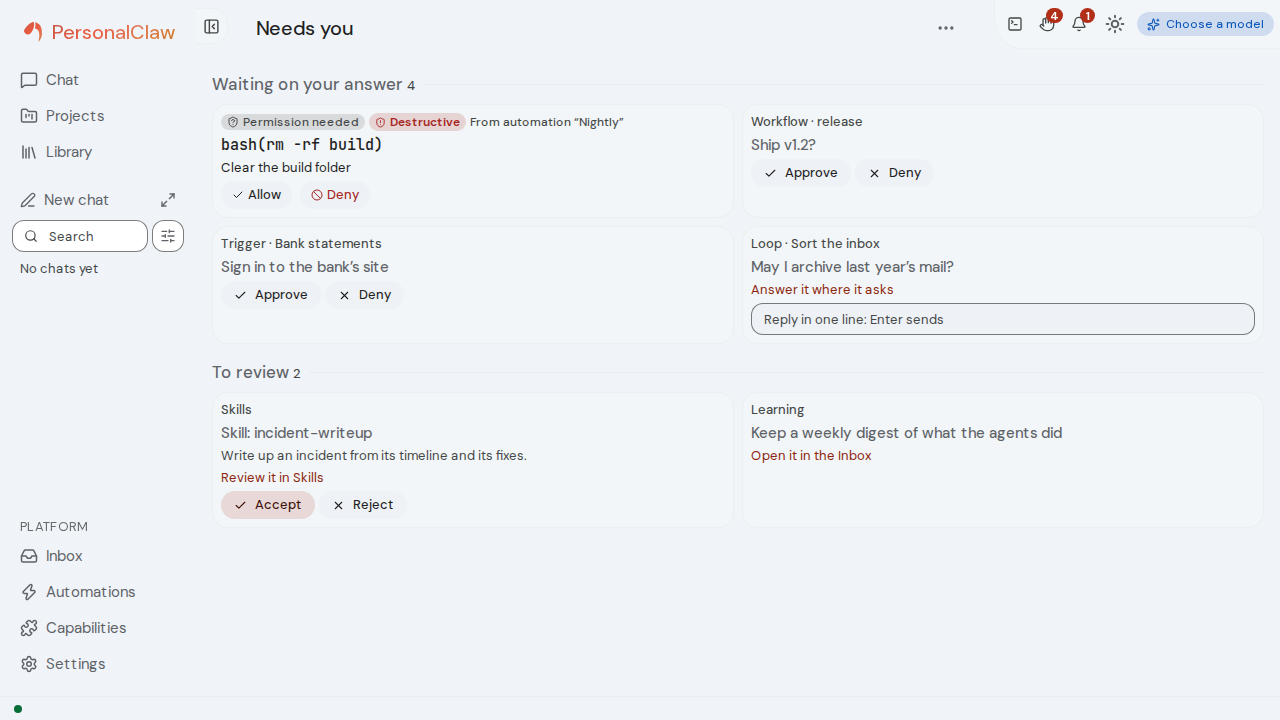 PersonalClaw
Needs you
4
1
Choose a model
Chat
Projects
Library
New chat
Search
No chats yet
PLATFORM
Inbox
Automations
Capabilities
Settings
Waiting on your answer 4
Permission needed
Destructive
From automation “Nightly”
bash(rm -rf build)
Clear the build folder
Allow
Deny
Workflow · release
Ship v1.2?
Approve
Deny
Trigger · Bank statements
Sign in to the bank’s site
Approve
Deny
Loop · Sort the inbox
May I archive last year’s mail?
Answer it where it asks
Reply in one line: Enter sends
To review 2
Skills
Skill: incident-writeup
Write up an incident from its timeline and its fixes.
Review it in Skills
Accept
Reject
Learning
Keep a weekly digest of what the agents did
Open it in the Inbox